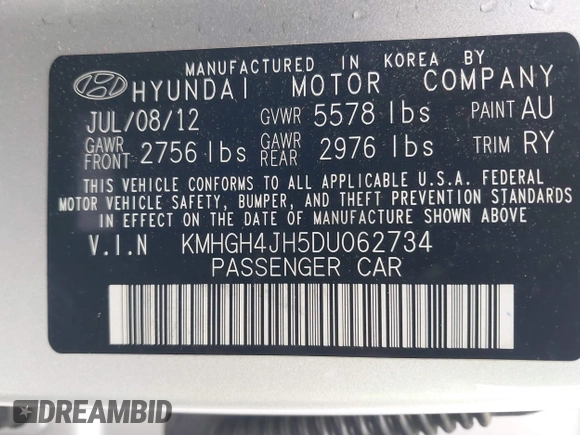 MANUFACTURED IN KOREA BY
HYUNDAI MOTOR COMPANY
JUL/08/12 GVWR 5578 lbs PAINT AU
GAWR FRONT 2756 lbs GAWR REAR 2976 lbs TRIM RY
THIS VEHICLE CONFORMS TO ALL APPLICABLE U.S.A. FEDERAL
MOTOR VEHICLE SAFETY, BUMPER, AND THEFT PREVENTION STANDARDS
IN EFFECT ON THE DATE OF MANUFACTURE SHOWN ABOVE
V.I.N KMHGH4JH5DU062734
PASSENGER CAR
DREAMBID